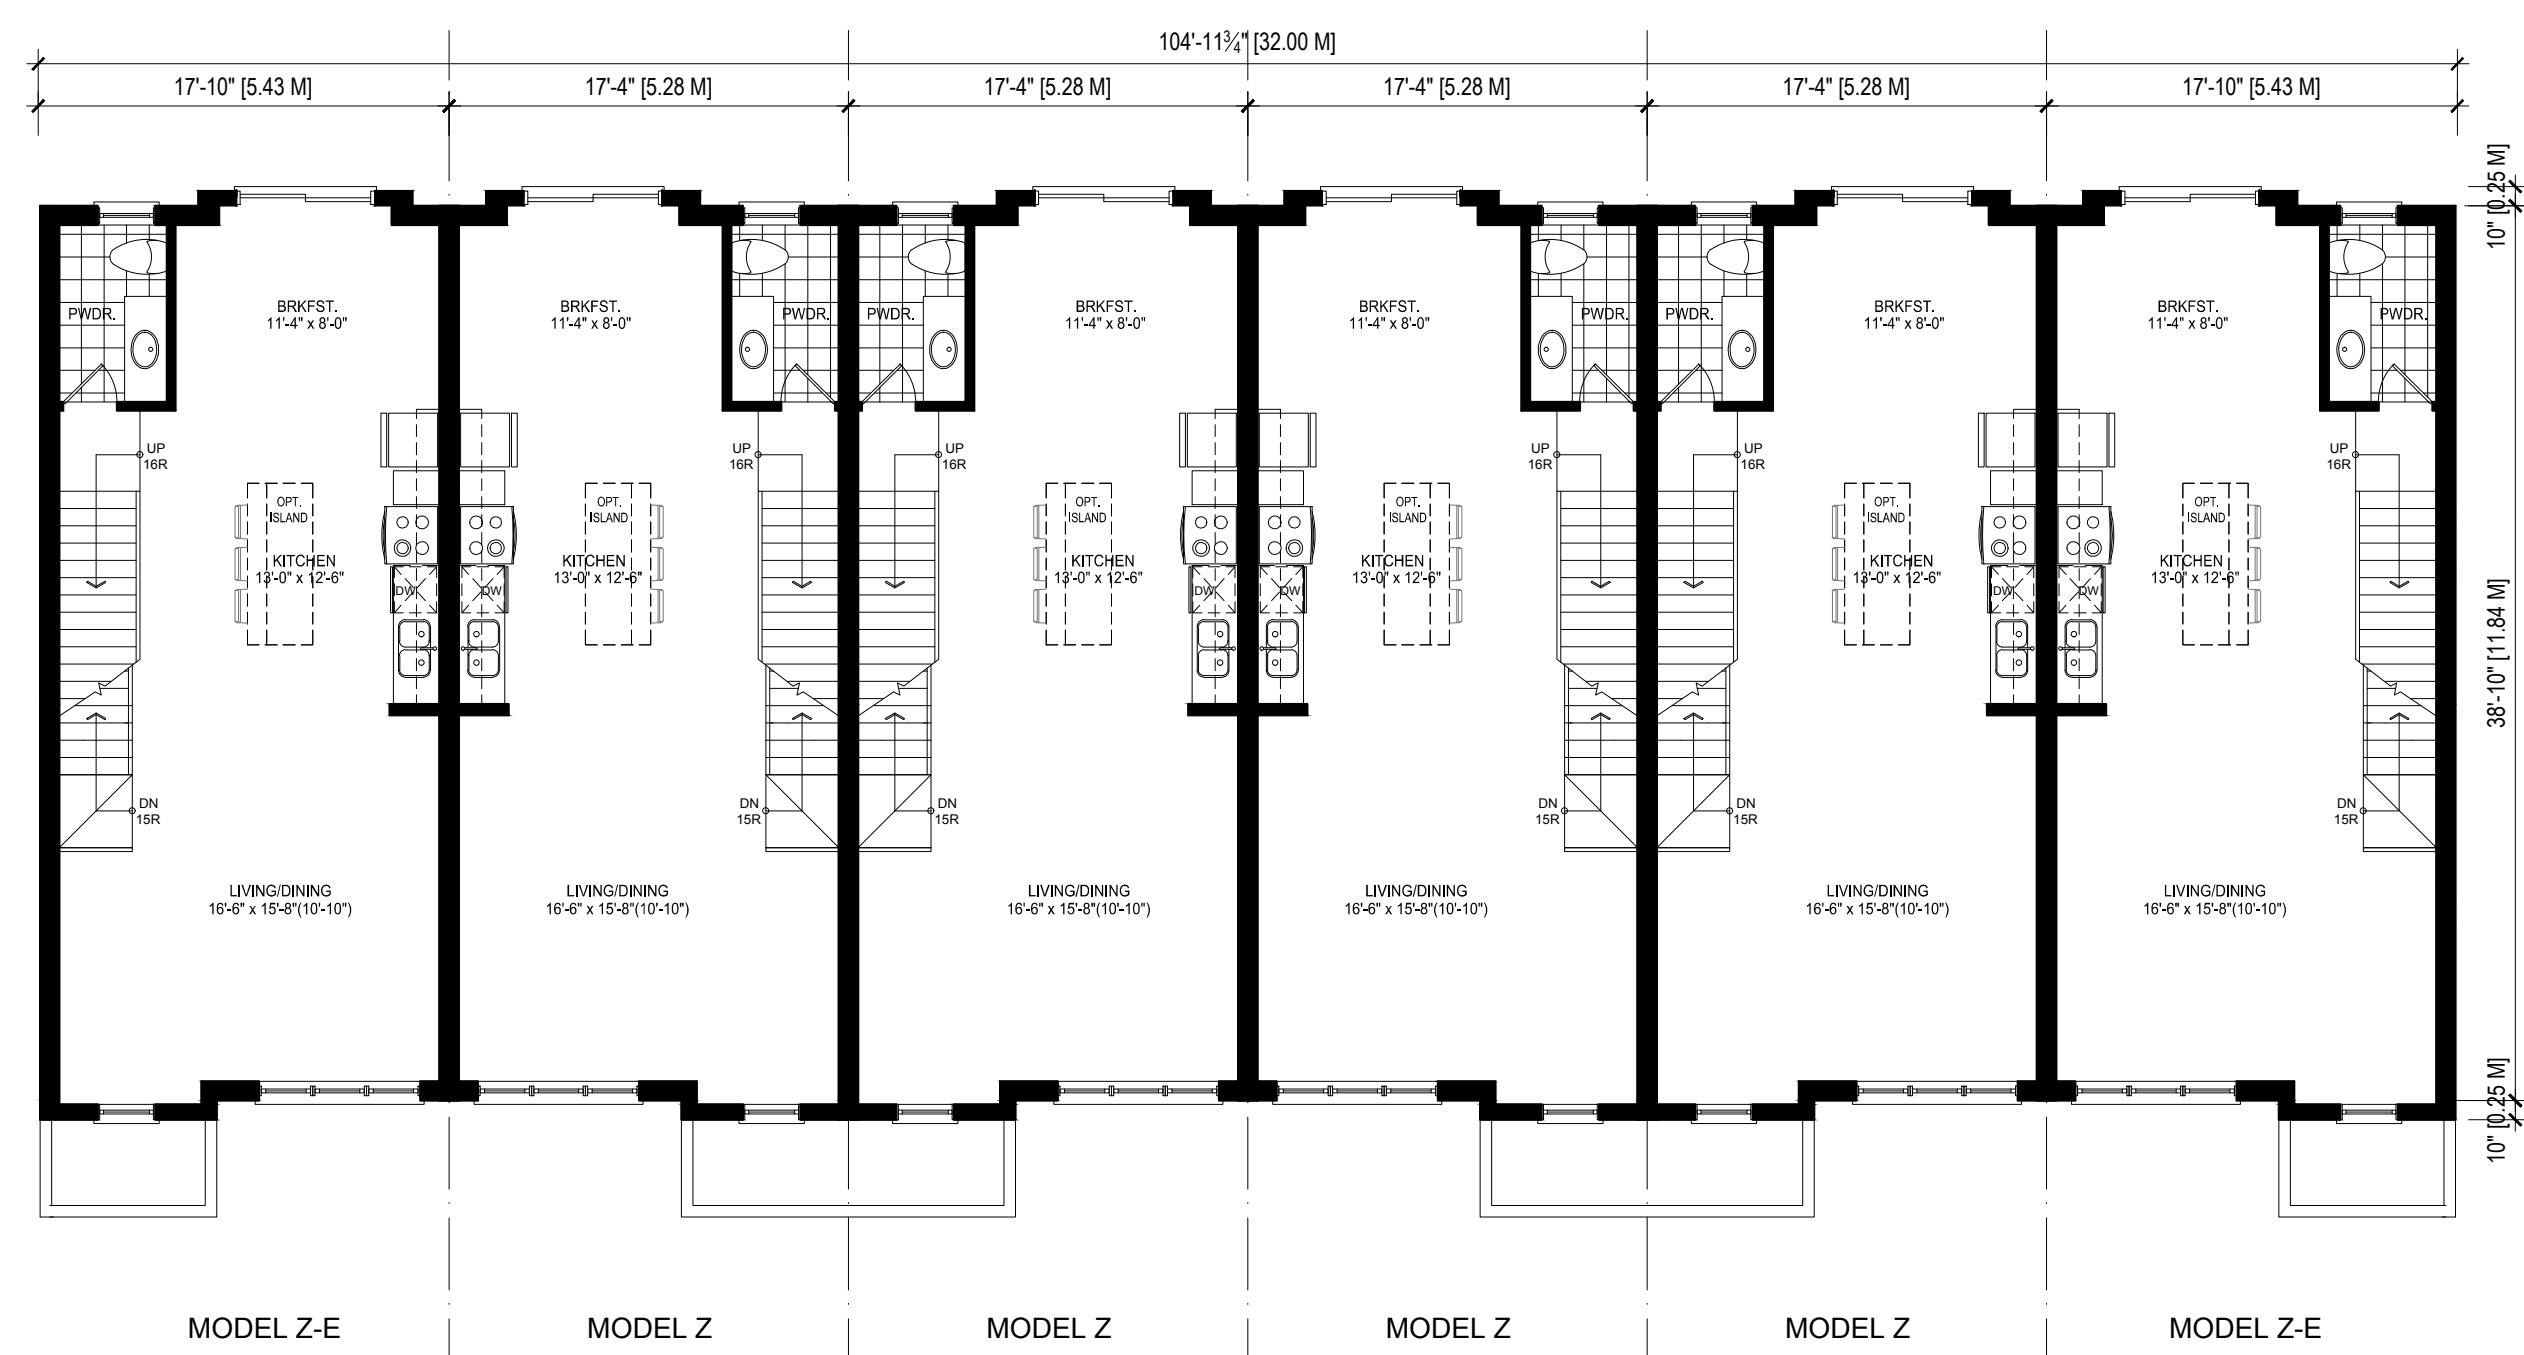 104'-11¾" [32.00 M]
17'-10" [5.43 M] 17'-4" [5.28 M] 17'-4" [5.28 M] 17'-4" [5.28 M] 17'-4" [5.28 M] 17'-10" [5.43 M]
10" [0.25 M]
BRKFST. BRKFST. BRKFST. BRKFST. BRKFST. BRKFST.
PWDR. PWDR. PWDR. PWDR. PWDR. PWDR.
11'-4" x 8'-0" 11'-4" x 8'-0" 11'-4" x 8'-0" 11'-4" x 8'-0" 11'-4" x 8'-0" 11'-4" x 8'-0"
UP UP UP UP UP UP
16R 16R 16R 16R 16R 16R
OPT. OPT. OPT. OPT. OPT. OPT.
ISLAND ISLAND ISLAND ISLAND ISLAND ISLAND
KITCHEN KITCHEN KITCHEN KITCHEN KITCHEN KITCHEN
13'-0" x 12'-6" 13'-0" x 12'-6" 13'-0" x 12'-6" 13'-0" x 12'-6" 13'-0" x 12'-6" 13'-0" x 12'-6"
DW DW DW DW DW DW
38'-10" [11.84 M]
DN DN DN DN DN DN
15R 15R 15R 15R 15R 15R
LIVING/DINING LIVING/DINING LIVING/DINING LIVING/DINING LIVING/DINING LIVING/DINING
16'-6" x 15'-8"(10'-10") 16'-6" x 15'-8"(10'-10") 16'-6" x 15'-8"(10'-10") 16'-6" x 15'-8"(10'-10") 16'-6" x 15'-8"(10'-10") 16'-6" x 15'-8"(10'-10")
10" [0.25 M]
MODEL Z-E MODEL Z MODEL Z MODEL Z MODEL Z MODEL Z-E